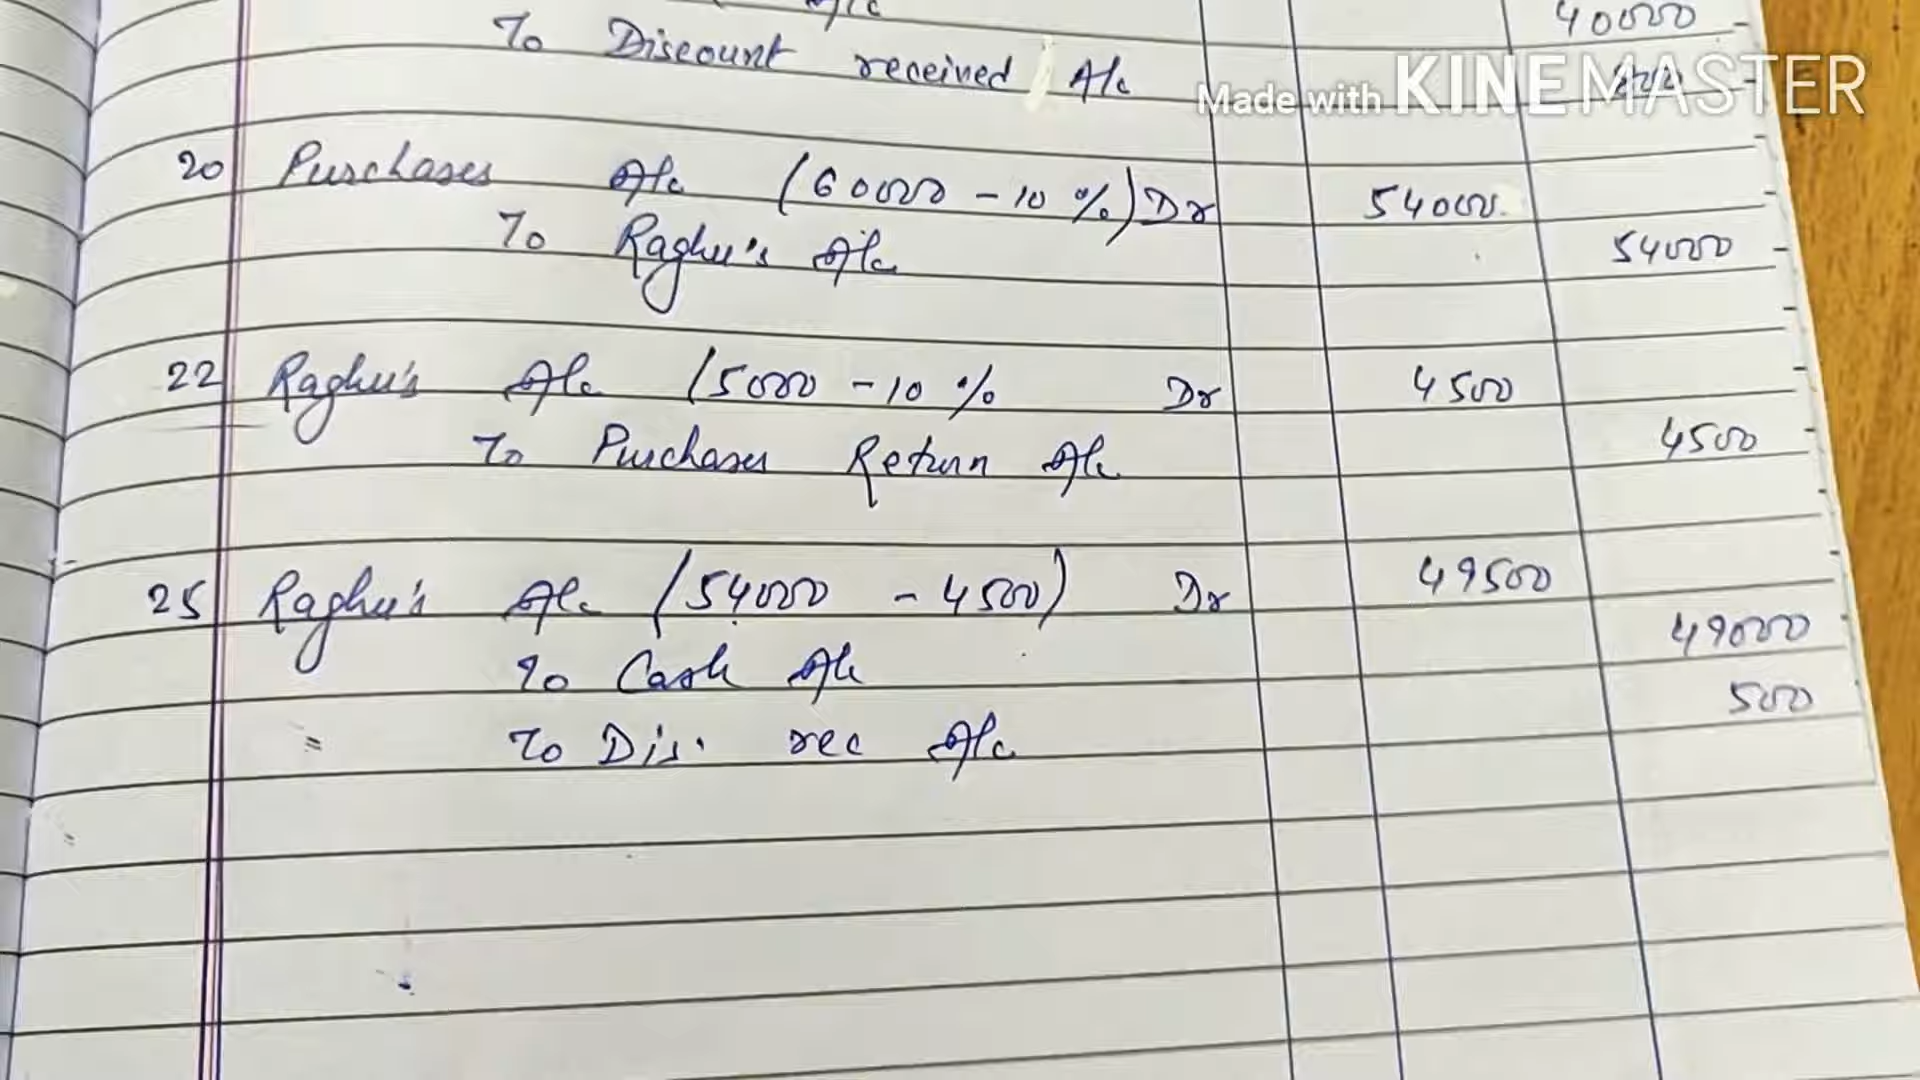 A/c 40000
To Discount received A/c
Made with KINEMASTER
20 Purchases A/c (60000 - 10 %) Dr 54000
To Raghu's A/c 54000
22 Raghu's A/c (5000 - 10 % Dr 4500
To Purchases Return A/c 4500
25 Raghu's A/c (54000 - 4500) Dr 49500
To Cash A/c 49000
To Dis. rec A/c 500